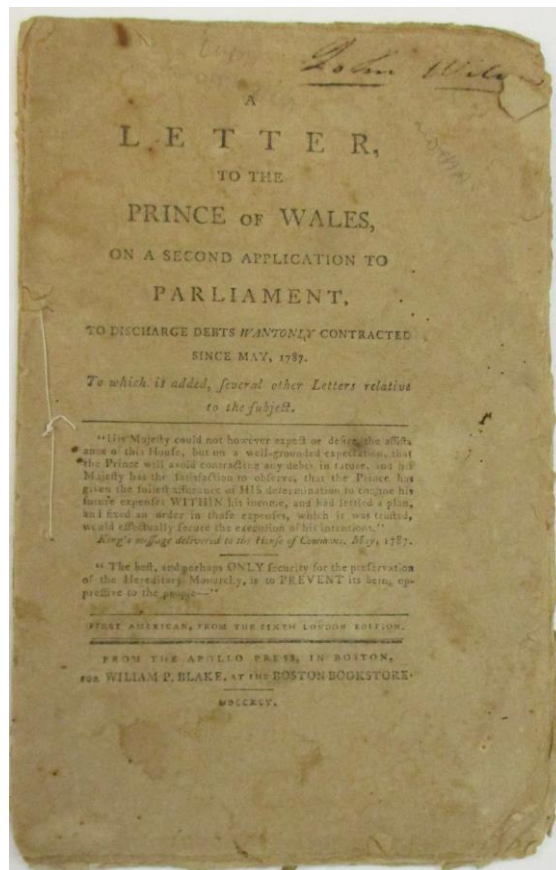 John
A
LETTER,
TO THE
PRINCE OF WALES,
ON A SECOND APPLICATION TO
PARLIAMENT,
TO DISCHARGE DEBTS WANTONLY CONTRACTED
SINCE MAY, 1787.
To which is added, ſeveral other Letters relative
to the ſubject.
"His Majeſty could not however expect or deſire, the aſſiſt-
ance of this Houſe, but on a well-grounded expectation, that
the Prince will avoid contracting any debts in future, and his
Majeſty has the ſatisfaction to obſerve, that the Prince has
given the fulleſt aſſurance of HIS determination to confine his
future expenſes WITHIN his income, and had ſettled a plan,
and fixed an order in thoſe expenſes, which it was truſted,
would effectually ſecure the execution of his intentions."
King's meſſage delivered to the Houſe of Commons, May, 1787.
" The beſt, and perhaps ONLY ſecurity for the preſervation
of the Hereditary Monarchy, is to PREVENT its being op-
preſſive to the people—"
FIRST AMERICAN, FROM THE SIXTH LONDON EDITION.
FROM THE APOLLO PRESS, IN BOSTON,
FOR WILLIAM P. BLAKE, AT THE BOSTON BOOKSTORE.
MDCCXCV.